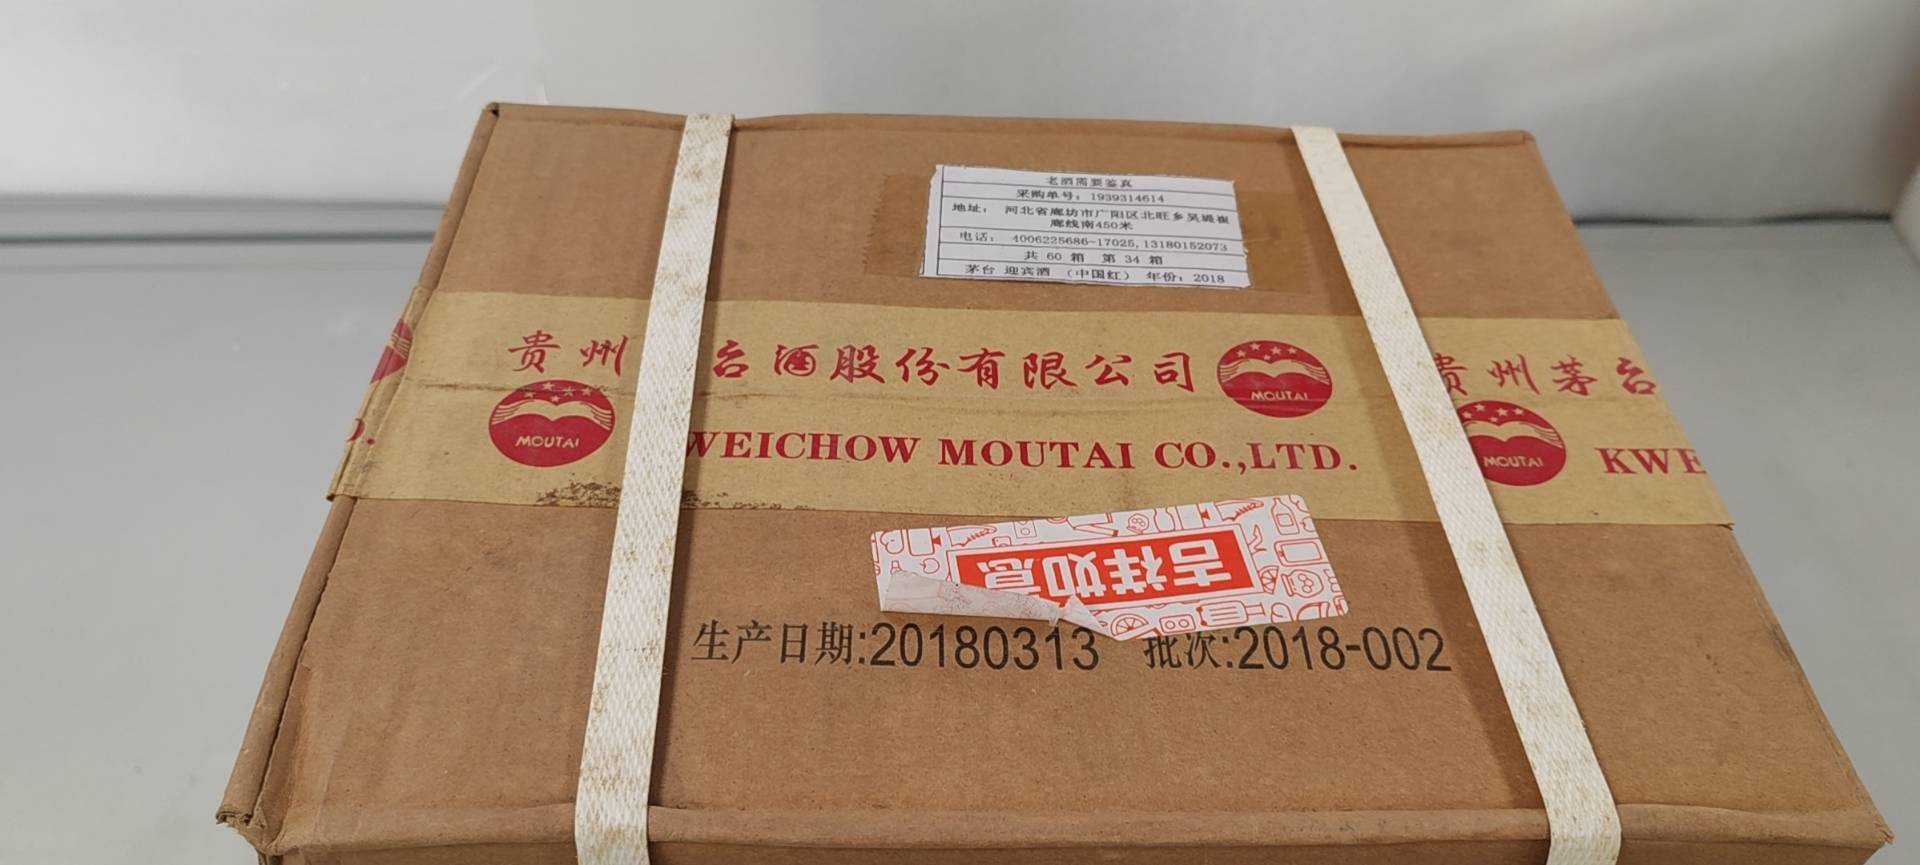 老酒需要鉴真
采购单号：1939314614
地址： 河北省廊坊市广阳区北旺乡吴堤崔
廊线南450米
电话： 4006225686-17025,13180152073
共 60 箱 第 34 箱
茅台 迎宾酒 （中国红） 年份：2018
贵州 台酒股份有限公司
MOUTAI
MOUTAI
WEICHOW MOUTAI CO.,LTD.
贵州茅台
MOUTAI
KWE
D.
吉祥如意
生产日期:20180313 批次:2018-002